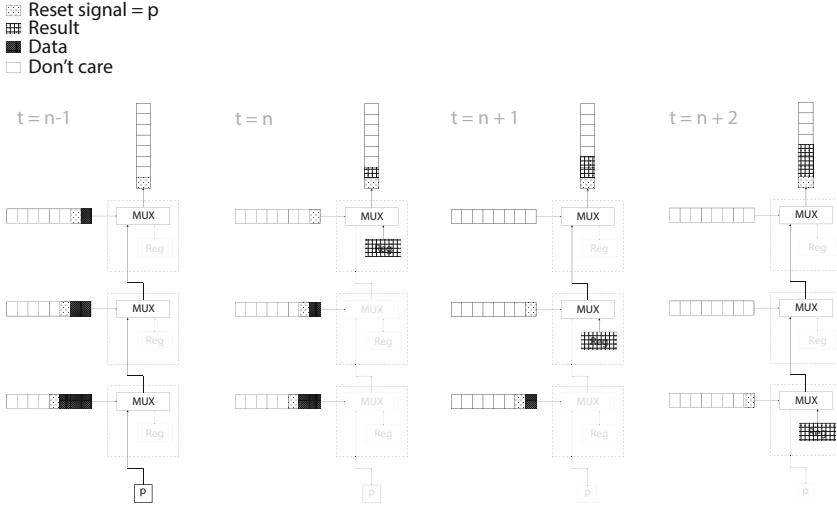 Reset signal = p
Result
Data
Don't care
t = n-1
t = n
t = n + 1
t = n + 2
MUX
MUX
MUX
MUX
Reg
Reg
Reg
Reg
MUX
MUX
MUX
MUX
Reg
Reg
Reg
Reg
MUX
MUX
MUX
MUX
Reg
Reg
Reg
Reg
p
p
p
p